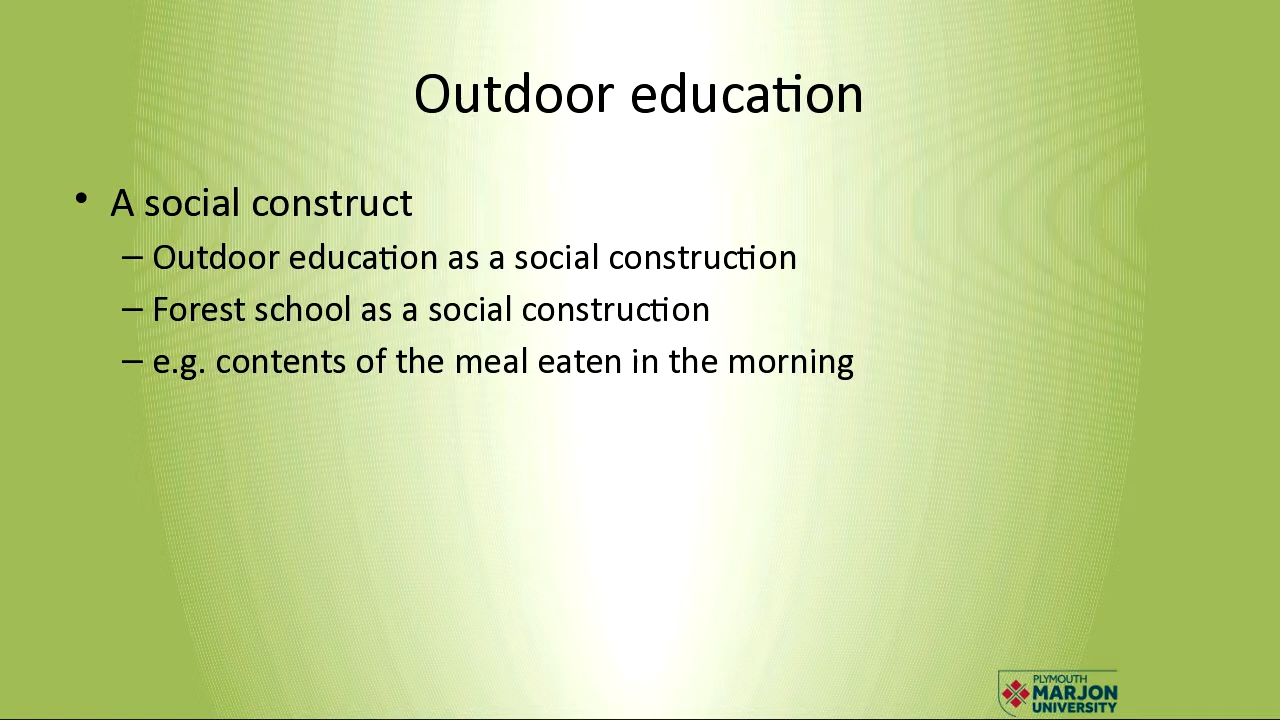 Outdoor education
• A social construct
– Outdoor education as a social construction
– Forest school as a social construction
– e.g. contents of the meal eaten in the morning
PLYMOUTH
MARJON
UNIVERSITY